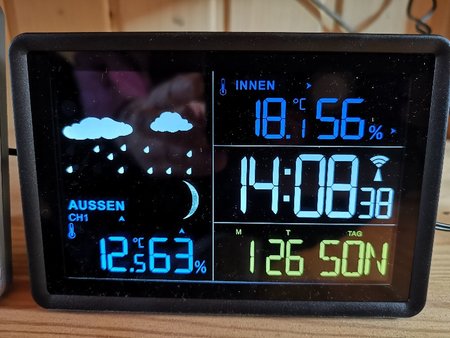 INNEN
18.1 °C 56 %
14:08 38
M T TAG
1 26 SON
AUSSEN
CH1
12.5 °C 63 %